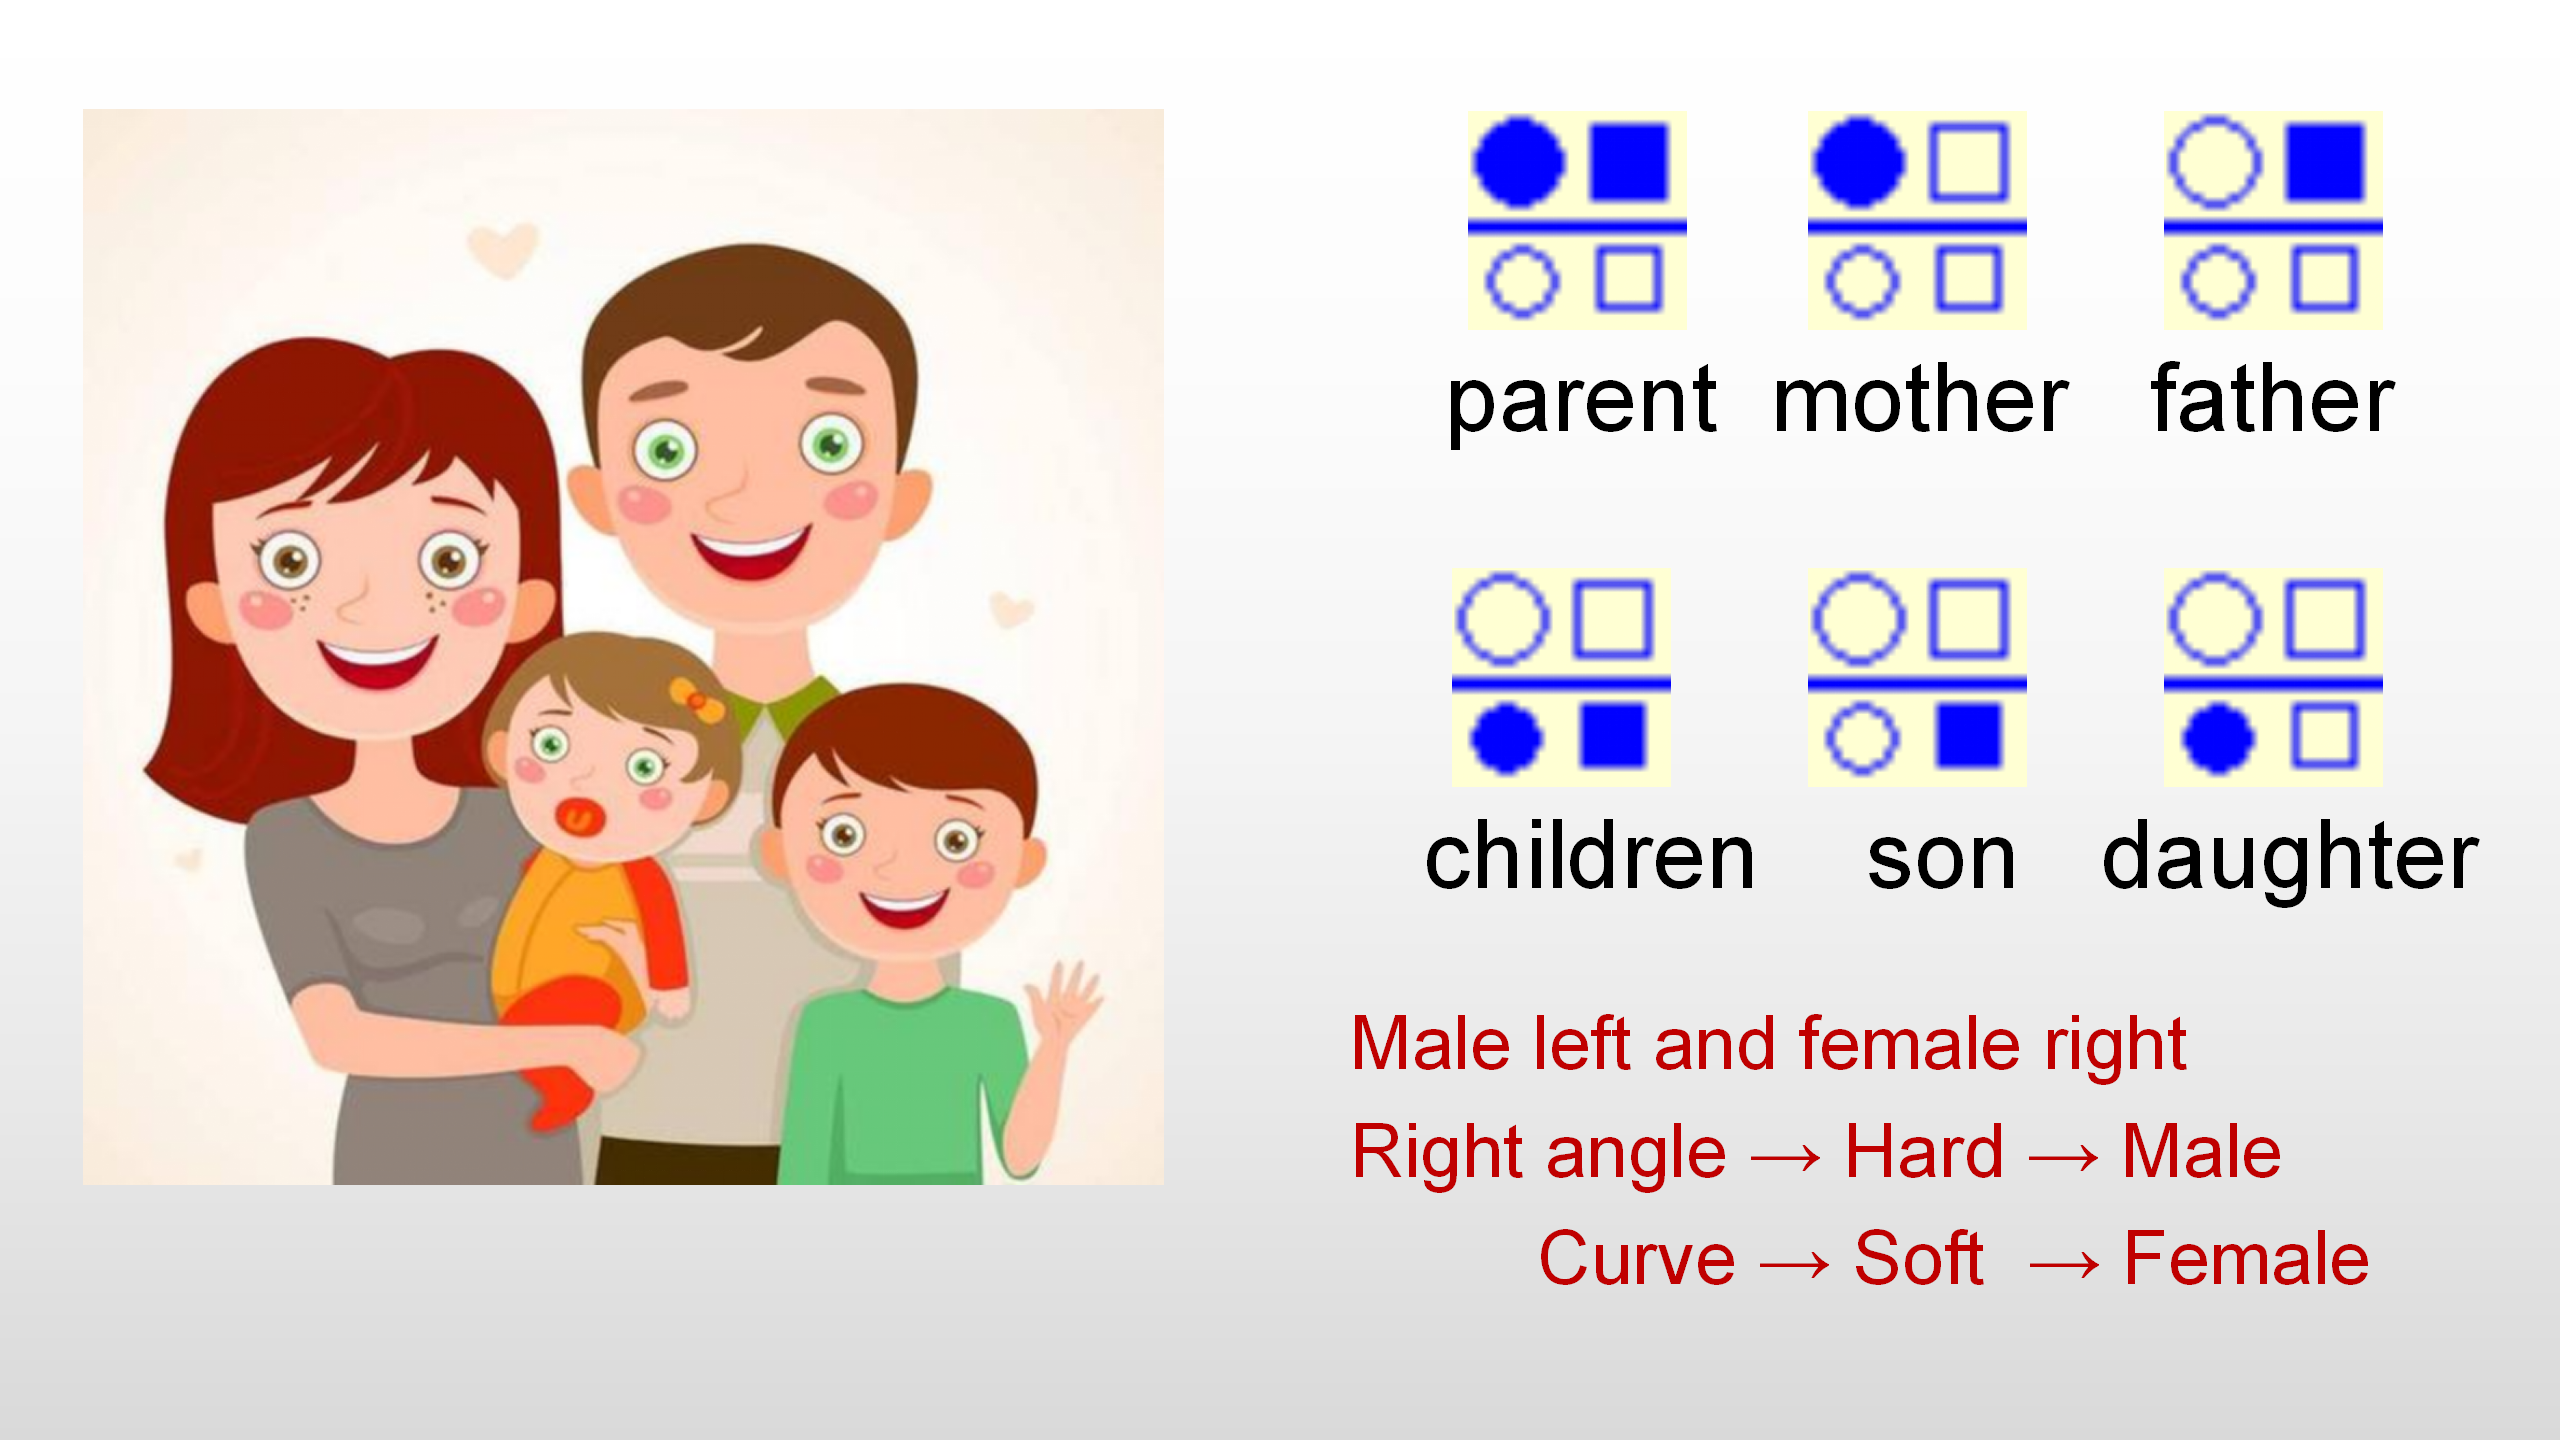 parent mother father
children son daughter
Male left and female right
Right angle → Hard → Male
Curve → Soft → Female